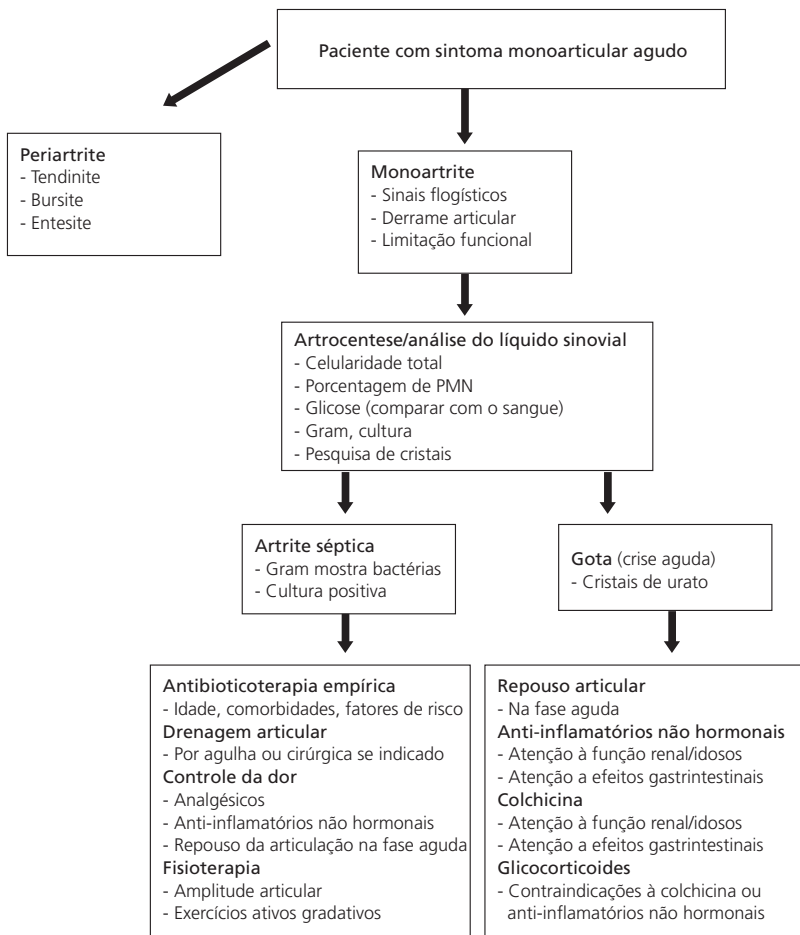 Paciente com sintoma monoarticular agudo
Periartrite
- Tendinite
- Bursite
- Entesite
Monoartrite
- Sinais flogísticos
- Derrame articular
- Limitação funcional
Artrocentese/análise do líquido sinovial
- Celularidade total
- Porcentagem de PMN
- Glicose (comparar com o sangue)
- Gram, cultura
- Pesquisa de cristais
Artrite séptica
- Gram mostra bactérias
- Cultura positiva
Gota (crise aguda)
- Cristais de urato
Antibioticoterapia empírica
- Idade, comorbidades, fatores de risco
Drenagem articular
- Por agulha ou cirúrgica se indicado
Controle da dor
- Analgésicos
- Anti-inflamatórios não hormonais
- Repouso da articulação na fase aguda
Fisioterapia
- Amplitude articular
- Exercícios ativos gradativos
Repouso articular
- Na fase aguda
Anti-inflamatórios não hormonais
- Atenção à função renal/idosos
- Atenção a efeitos gastrintestinais
Colchicina
- Atenção à função renal/idosos
- Atenção a efeitos gastrintestinais
Glicocorticoides
- Contraindicações à colchicina ou
anti-inflamatórios não hormonais